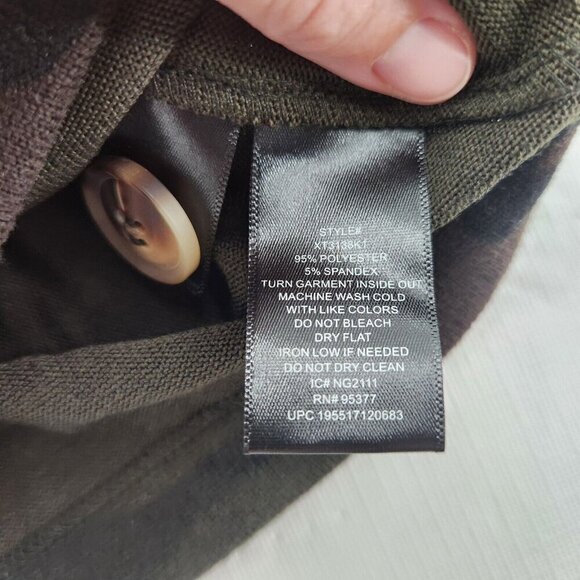 STYLE#
XT3136KT
95% POLYESTER
5% SPANDEX
TURN GARMENT INSIDE OUT
MACHINE WASH COLD
WITH LIKE COLORS
DO NOT BLEACH
DRY FLAT
IRON LOW IF NEEDED
DO NOT DRY CLEAN
IC# NG2111
RN# 95377
UPC 195517120683